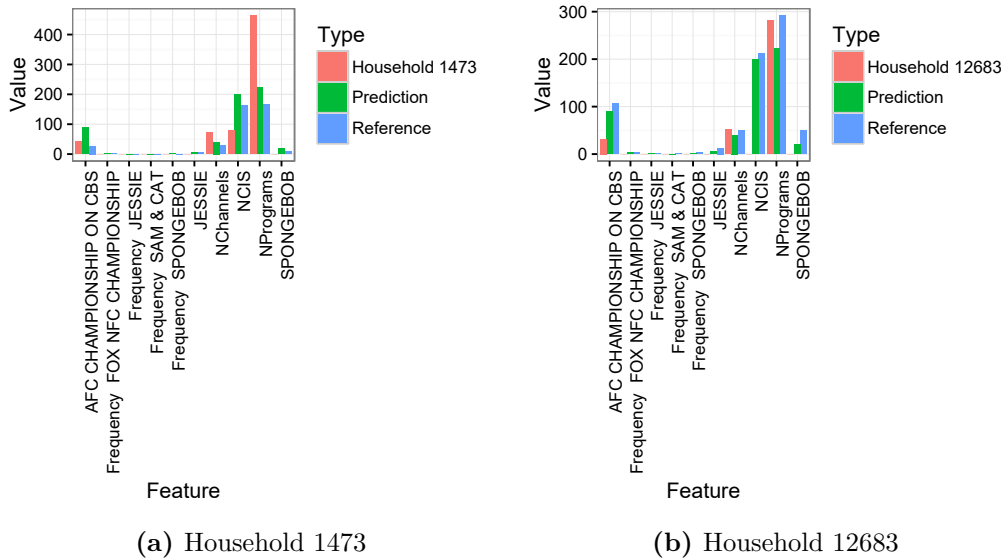 400
300
200
100
0
Value
AFC CHAMPIONSHIP ON CBS
Frequency FOX NFC CHAMPIONSHIP
Frequency JESSIE
Frequency SAM & CAT
Frequency SPONGEBOB
JESSIE
NChannels
NCIS
NPrograms
SPONGEBOB
Feature
Type
Household 1473
Prediction
Reference
(a) Household 1473
300
200
100
0
Value
AFC CHAMPIONSHIP ON CBS
Frequency FOX NFC CHAMPIONSHIP
Frequency JESSIE
Frequency SAM & CAT
Frequency SPONGEBOB
JESSIE
NChannels
NCIS
NPrograms
SPONGEBOB
Feature
Type
Household 12683
Prediction
Reference
(b) Household 12683